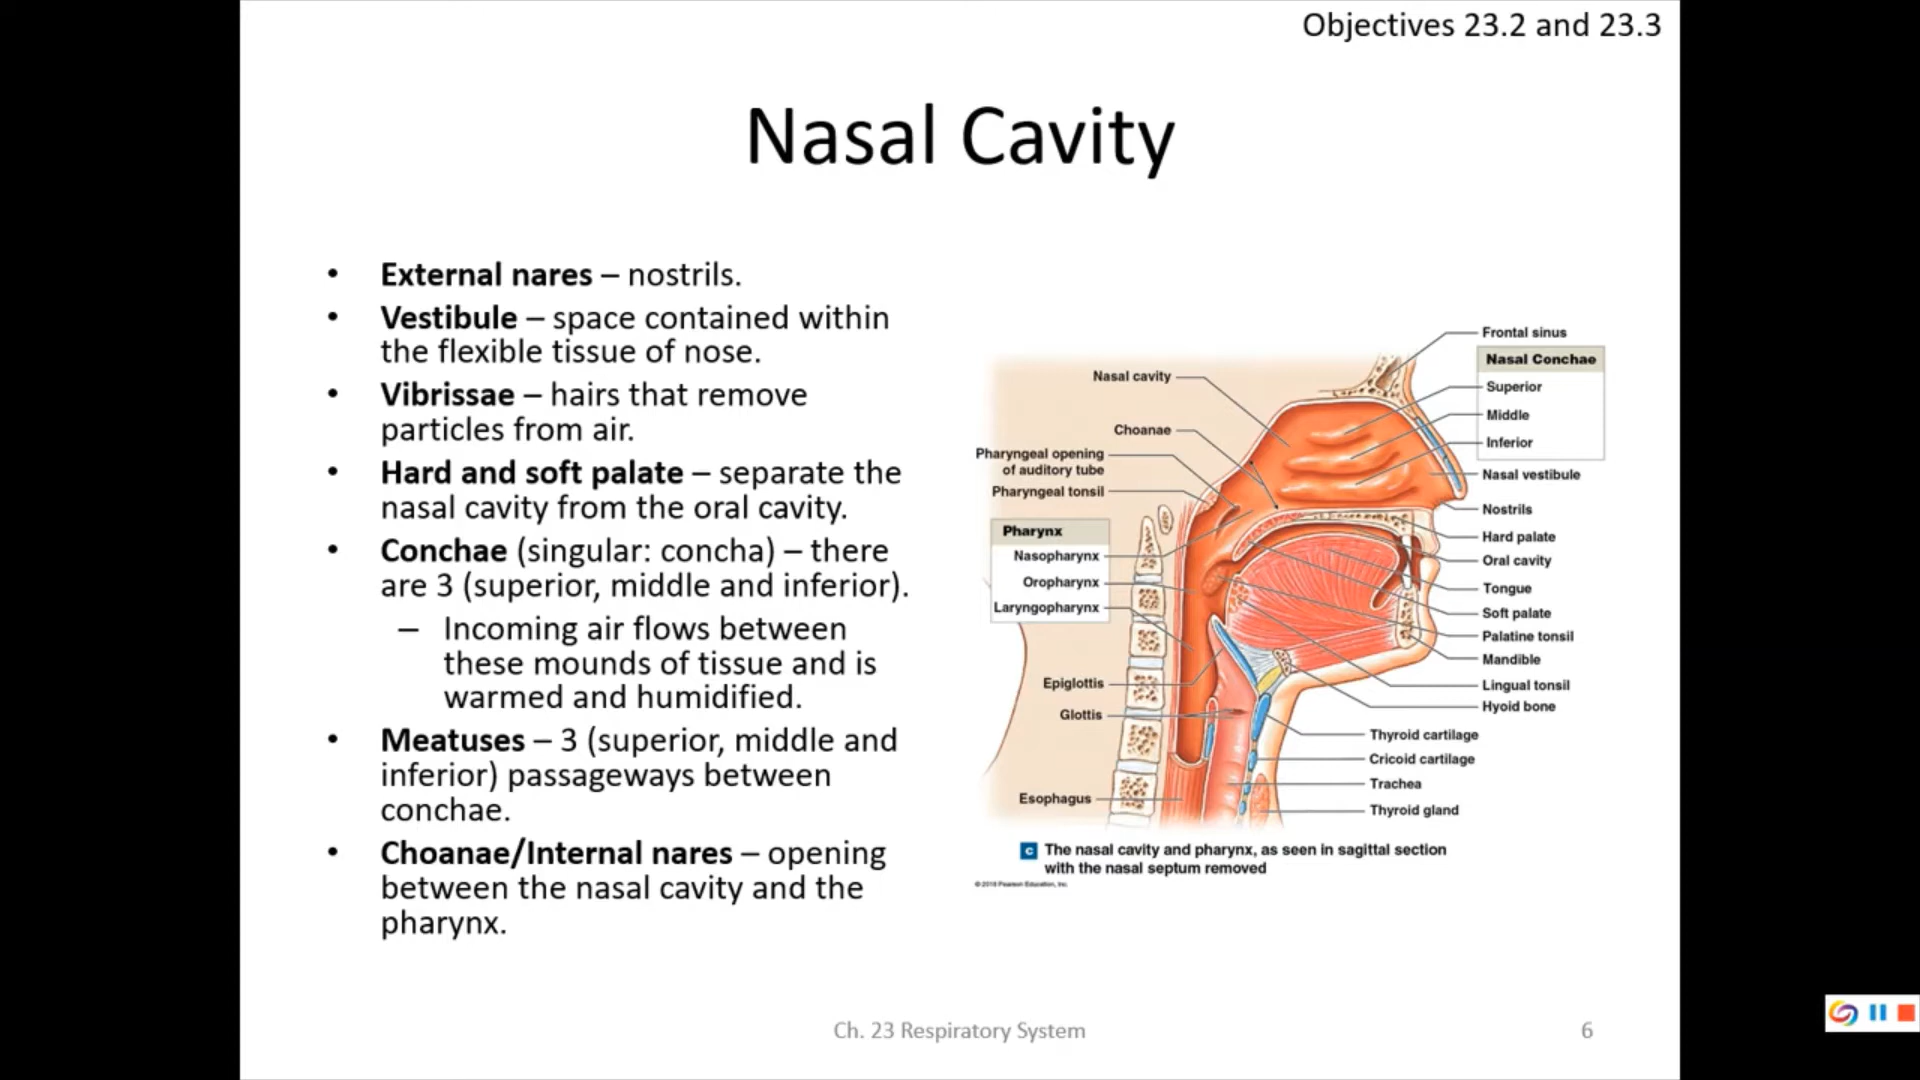 Objectives 23.2 and 23.3
Nasal Cavity
• External nares – nostrils.
• Vestibule – space contained within
the flexible tissue of nose.
• Vibrissae – hairs that remove
particles from air.
• Hard and soft palate – separate the
nasal cavity from the oral cavity.
• Conchae (singular: concha) – there
are 3 (superior, middle and inferior).
– Incoming air flows between
these mounds of tissue and is
warmed and humidified.
• Meatuses – 3 (superior, middle and
inferior) passageways between
conchae.
• Choanae/Internal nares – opening
between the nasal cavity and the
pharynx.
Nasal cavity
Choanae
Pharyngeal opening
of auditory tube
Pharyngeal tonsil
Pharynx
Nasopharynx
Oropharynx
Laryngopharynx
Epiglottis
Glottis
Esophagus
Frontal sinus
Nasal Conchae
Superior
Middle
Inferior
Nasal vestibule
Nostrils
Hard palate
Oral cavity
Tongue
Soft palate
Palatine tonsil
Mandible
Lingual tonsil
Hyoid bone
Thyroid cartilage
Cricoid cartilage
Trachea
Thyroid gland
c The nasal cavity and pharynx, as seen in sagittal section
with the nasal septum removed
© 2018 Pearson Education, Inc.
Ch. 23 Respiratory System
6